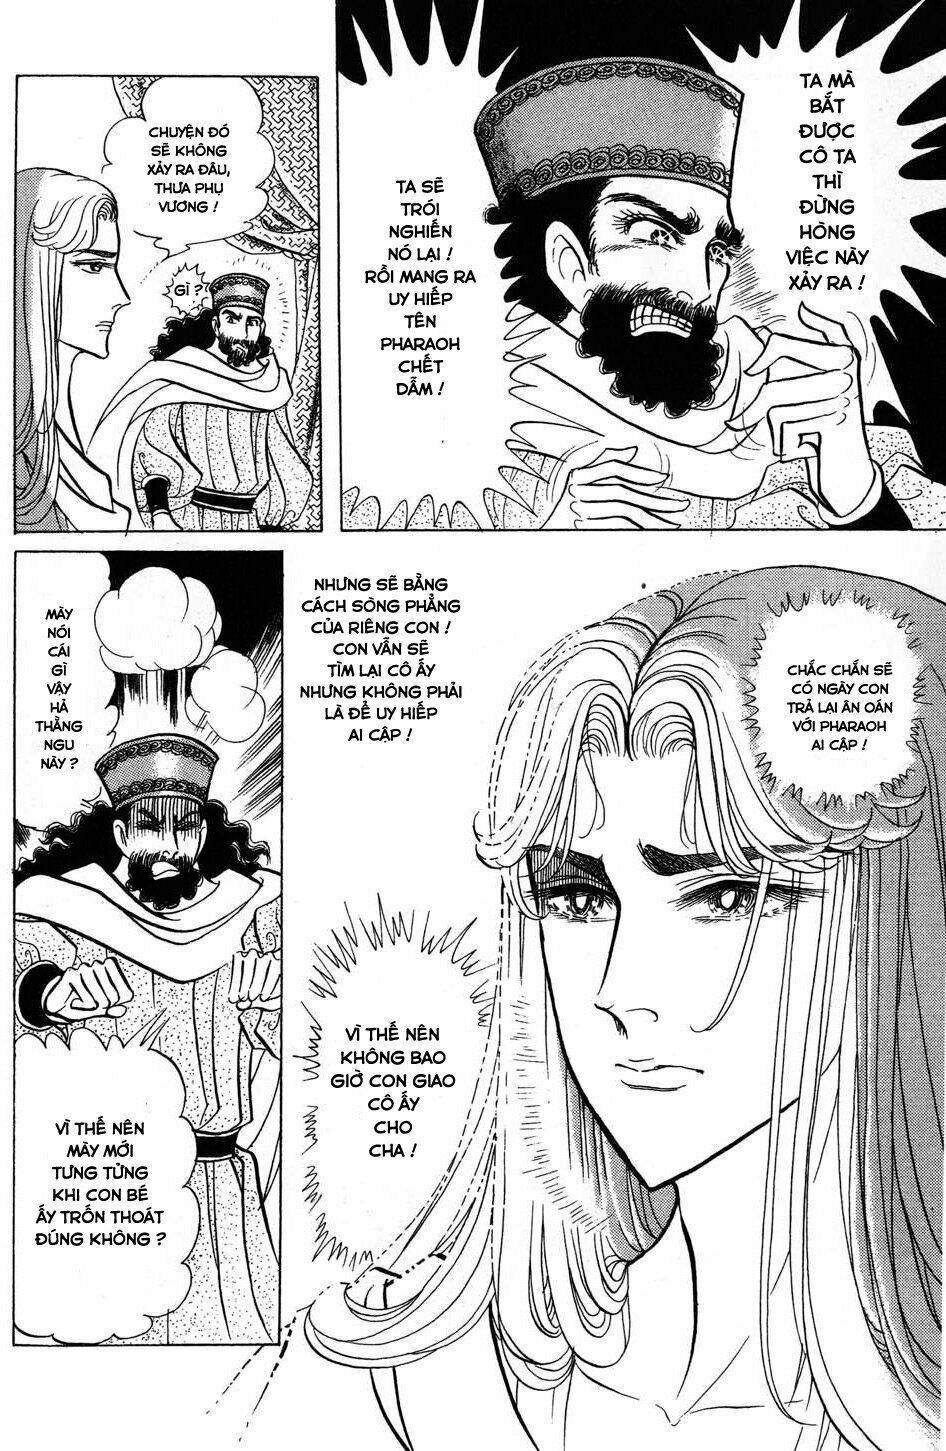 TA MÀ
BẮT
ĐƯỢC
CÔ TA
THÌ
ĐỪNG
HÒNG
VIỆC NÀY
XẢY RA !
TA SẼ
TRÓI
NGHIẾN
NÓ LẠI !
RỒI MANG RA
UY HIẾP
TÊN
PHARAOH
CHẾT
DẪM !
CHUYỆN ĐÓ
SẼ KHÔNG
XẢY RA ĐÂU,
THƯA PHỤ
VƯƠNG !
GÌ ?
CHẮC CHẮN SẼ
CÓ NGÀY CON
TRẢ LẠI ÂN OÁN
VỚI PHARAOH
AI CẬP !
NHƯNG SẼ BẰNG
CÁCH SÒNG PHẲNG
CỦA RIÊNG CON !
CON VẪN SẼ
TÌM LẠI CÔ ẤY
NHƯNG KHÔNG PHẢI
LÀ ĐỂ UY HIẾP
AI CẬP !
VÌ THẾ NÊN
KHÔNG BAO
GIỜ CON GIAO
CÔ ẤY
CHO
CHA !
MÀY
NÓI
CÁI
GÌ
VẬY
HẢ
THẰNG
NGU
NÀY ?
VÌ THẾ NÊN
MÀY MỚI
TƯNG TỬNG
KHI CON BÉ
ẤY TRỐN THOÁT
ĐÚNG KHÔNG ?